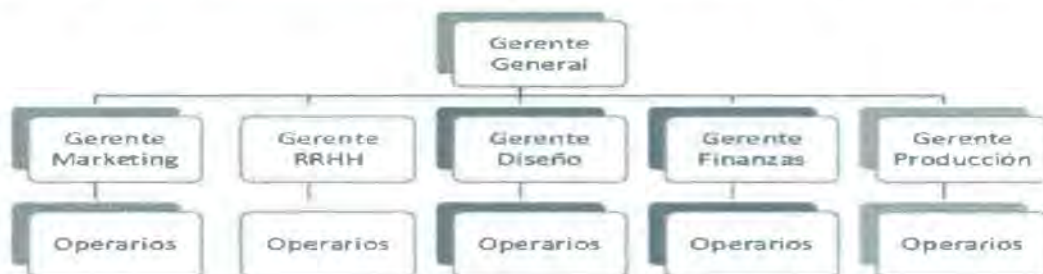 Gerente
General
Gerente
Marketing
Gerente
RRHH
Gerente
Diseño
Gerente
Finanzas
Gerente
Producción
Operarios
Operarios
Operarios
Operarios
Operarios